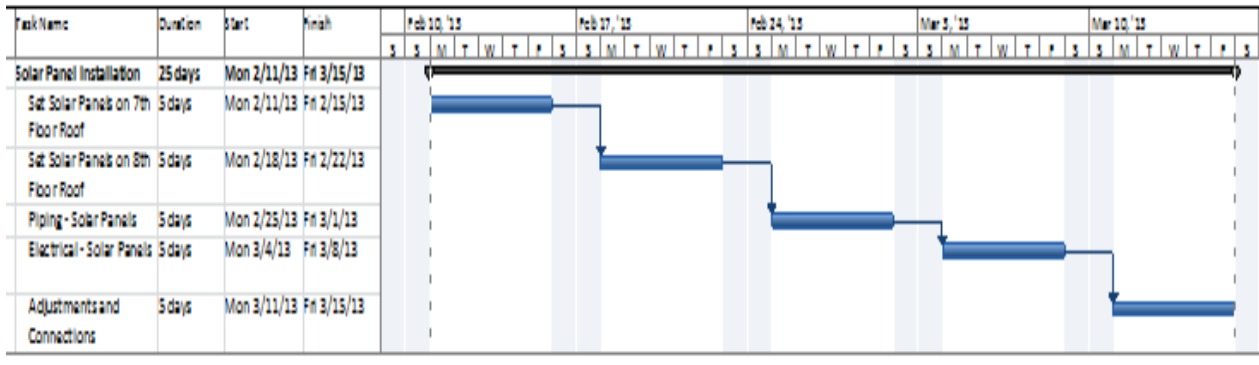 Task Name Duration Start Finish Feb 10, '13 Feb 17, '13 Feb 24, '13 Mar 3, '13 Mar 10, '13
S S M T W T F S S M T W T F S S M T W T F S S M T W T F S S M T W T F S
Solar Panel Installation 25 days Mon 2/11/13 Fri 3/15/13
Set Solar Panels on 7th 5 days Mon 2/11/13 Fri 2/15/13
Floor Roof
Set Solar Panels on 8th 5 days Mon 2/18/13 Fri 2/22/13
Floor Roof
Piping - Solar Panels 5 days Mon 2/25/13 Fri 3/1/13
Electrical - Solar Panels 5 days Mon 3/4/13 Fri 3/8/13
Adjustments and 5 days Mon 3/11/13 Fri 3/15/13
Connections